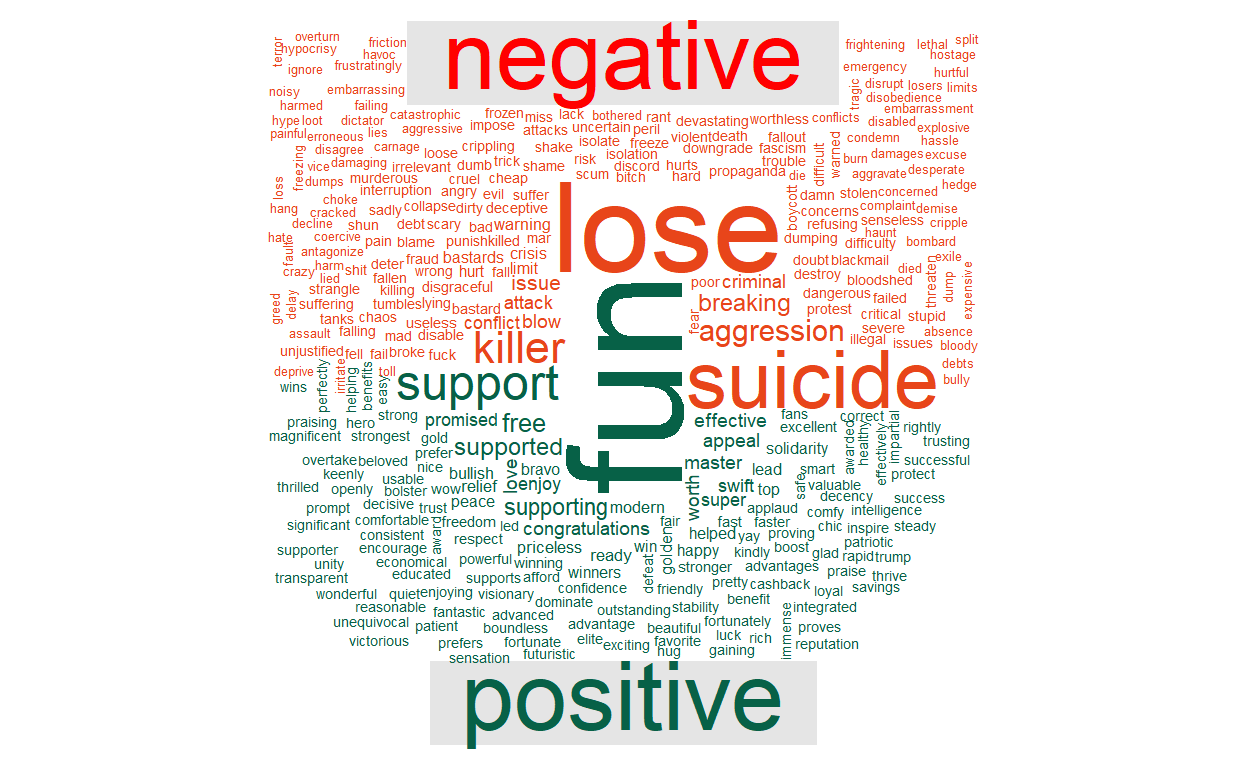 negative
overturn
terror
hypocrisy
friction
havoc
ignore
frustratingly
frightening
lethal
split
hostage
emergency
hurtful
tragic
disrupt
losers
limits
disobedience
noisy
embarrassing
harmed
failing
embarrassment
hype
loot
dictator
catastrophic
frozen
miss
lack
bothered
rant
devastating
worthless
conflicts
disabled
explosive
painful
erroneous
lies
aggressive
impose
attacks
uncertain
peril
violent
death
fallout
condemn
hassle
disagree
carnage
loose
crippling
shake
isolate
freeze
downgrade
fascism
difficult
warned
burn
damages
excuse
freezing
vice
damaging
irrelevant
dumb
trick
shame
risk
isolation
discord
hurts
trouble
loss
dumps
murderous
cruel
cheap
scum
bitch
hard
propaganda
die
aggravate
desperate
interruption
angry
evil
suffer
boycott
damn
stolen
concerned
hedge
choke
hang
cracked
sadly
collapse
dirty
deceptive
lose
concerns
complaint
demise
decline
shun
debt
scary
bad
warning
refusing
senseless
cripple
hate
fault
coercive
pain
blame
punish
killed
mar
dumping
difficulty
haunt
bombard
antagonize
fraud
bastards
crisis
doubt
blackmail
exile
crazy
harm
shit
deter
wrong
hurt
fall
limit
destroy
bloodshed
died
threaten
lied
fallen
strangle
killing
disgraceful
issue
poor
criminal
dangerous
failed
dump
expensive
greed
delay
suffering
tumbles
lying
bastard
attack
breaking
protest
critical
stupid
tanks
chaos
useless
conflict
blow
fear
aggression
severe
absence
assault
falling
mad
disable
killer
illegal
issues
bloody
unjustified
fell
fail
broke
fuck
suicide
debts
deprive
irritate
toll
bully
fun
wins
perfectly
helping
benefits
easy
support
praising
hero
strong
promised
free
effective
fans
excellent
correct
impartial
rightly
magnificent
strongest
gold
supported
appeal
solidarity
awarded
healthy
effectively
trusting
overtake
beloved
prefer
nice
bullish
love
bravo
master
lead
smart
successful
keenly
usable
enjoy
swift
top
safe
valuable
protect
thrilled
openly
bolster
wow
relief
super
worth
decency
success
prompt
decisive
trust
peace
supporting
modern
applaud
comfy
intelligence
significant
comfortable
award
freedom
led
congratulations
fair
fast
faster
chic
inspire
steady
consistent
respect
golden
helped
yay
proving
patriotic
supporter
encourage
priceless
ready
win
happy
kindly
boost
glad
rapid
trump
unity
economical
powerful
winning
defeat
stronger
advantages
praise
thrive
transparent
educated
supports
afford
winners
confidence
friendly
pretty
cashback
loyal
savings
wonderful
quiet
enjoying
visionary
dominate
benefit
immense
integrated
reasonable
fantastic
advanced
outstanding
stability
unequivocal
patient
boundless
advantage
beautiful
fortunately
proves
victorious
prefers
fortunate
elite
exciting
favorite
luck
rich
reputation
sensation
futuristic
hug
gaining
positive